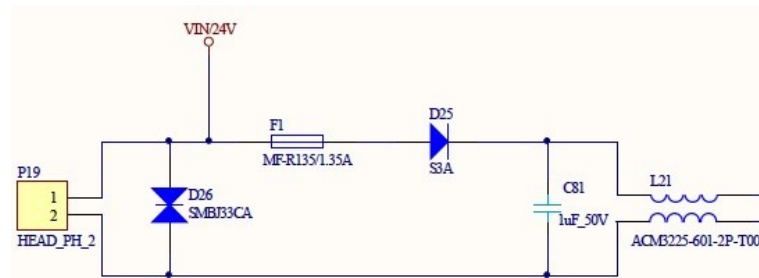 VIN/24V
F1
MF-R135/1.35A
D25
S3A
P19
1
2
HEAD_PH_2
D26
SMBJ33CA
C81
1uF_50V
L21
ACM3225-601-2P-T00